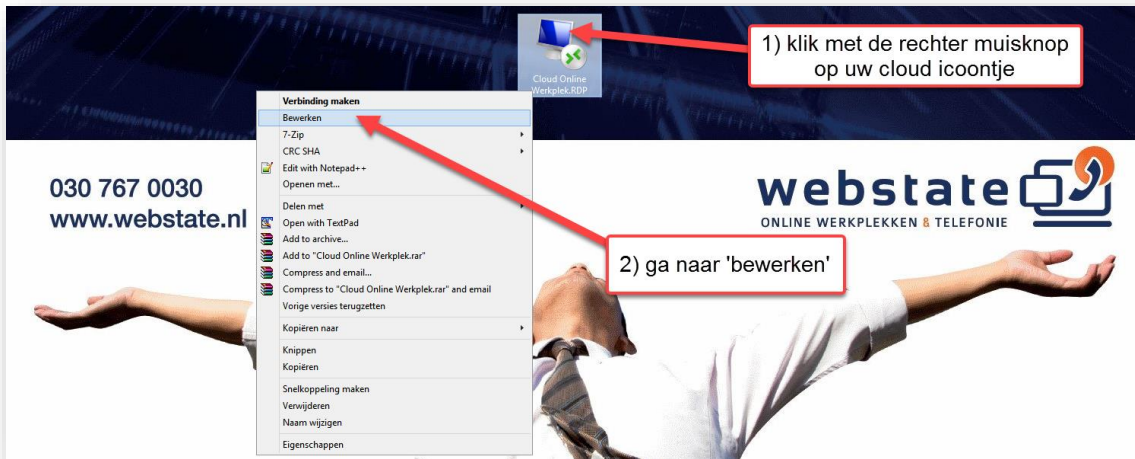 1) klik met de rechter muisknop
op uw cloud icoontje
Cloud Online
Werkplek.RDP
Verbinding maken
Bewerken
7-Zip
CRC SHA
Edit with Notepad++
Openen met...
Delen met
Open with TextPad
Add to archive...
Add to "Cloud Online Werkplek.rar"
Compress and email...
Compress to "Cloud Online Werkplek.rar" and email
Vorige versies terugzetten
Kopiëren naar
Knippen
Kopiëren
Snelkoppeling maken
Verwijderen
Naam wijzigen
Eigenschappen
030 767 0030
www.webstate.nl
webstate
ONLINE WERKPLEKKEN & TELEFONIE
2) ga naar 'bewerken'